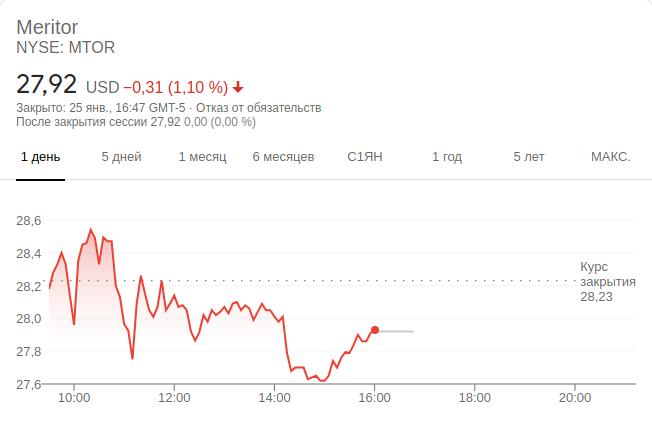 Meritor
NYSE: MTOR
27,92 USD −0,31 (1,10 %)
Закрыто: 25 янв., 16:47 GMT-5 · Отказ от обязательств
После закрытия сессии 27,92 0,00 (0,00 %)
1 день 5 дней 1 месяц 6 месяцев С1ЯН 1 год 5 лет МАКС.
28,6
28,4
Курс
закрытия
28,23
28,2
28,0
27,8
27,6
10:00 12:00 14:00 16:00 18:00 20:00